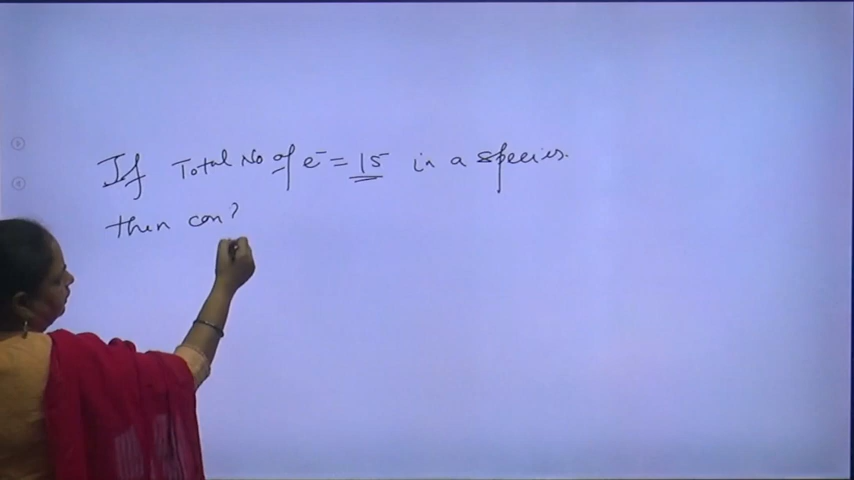 If Total No of e⁻ = 15 in a species.
then con